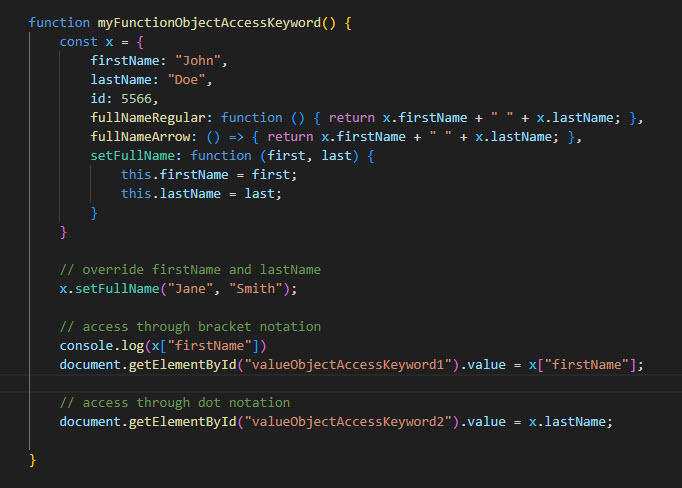 function myFunctionObjectAccessKeyword() {
    const x = {
        firstName: "John",
        lastName: "Doe",
        id: 5566,
        fullNameRegular: function () { return x.firstName + " " + x.lastName; },
        fullNameArrow: () => { return x.firstName + " " + x.lastName; },
        setFullName: function (first, last) {
            this.firstName = first;
            this.lastName = last;
        }
    }

    // override firstName and lastName
    x.setFullName("Jane", "Smith");

    // access through bracket notation
    console.log(x["firstName"])
    document.getElementById("valueObjectAccessKeyword1").value = x["firstName"];

    // access through dot notation
    document.getElementById("valueObjectAccessKeyword2").value = x.lastName;

}